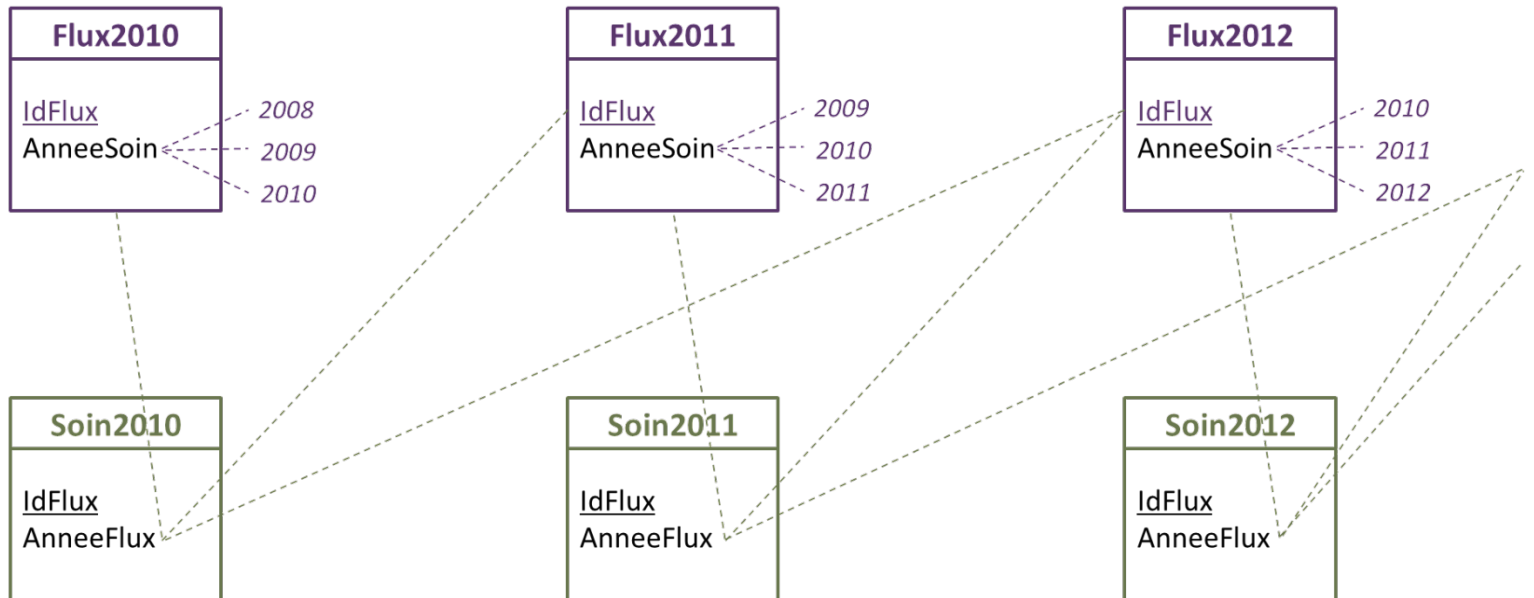 Flux2010
IdFlux
AnneeSoin
2008
2009
2010
Flux2011
IdFlux
AnneeSoin
2009
2010
2011
Flux2012
IdFlux
AnneeSoin
2010
2011
2012
Soin2010
IdFlux
AnneeFlux
Soin2011
IdFlux
AnneeFlux
Soin2012
IdFlux
AnneeFlux